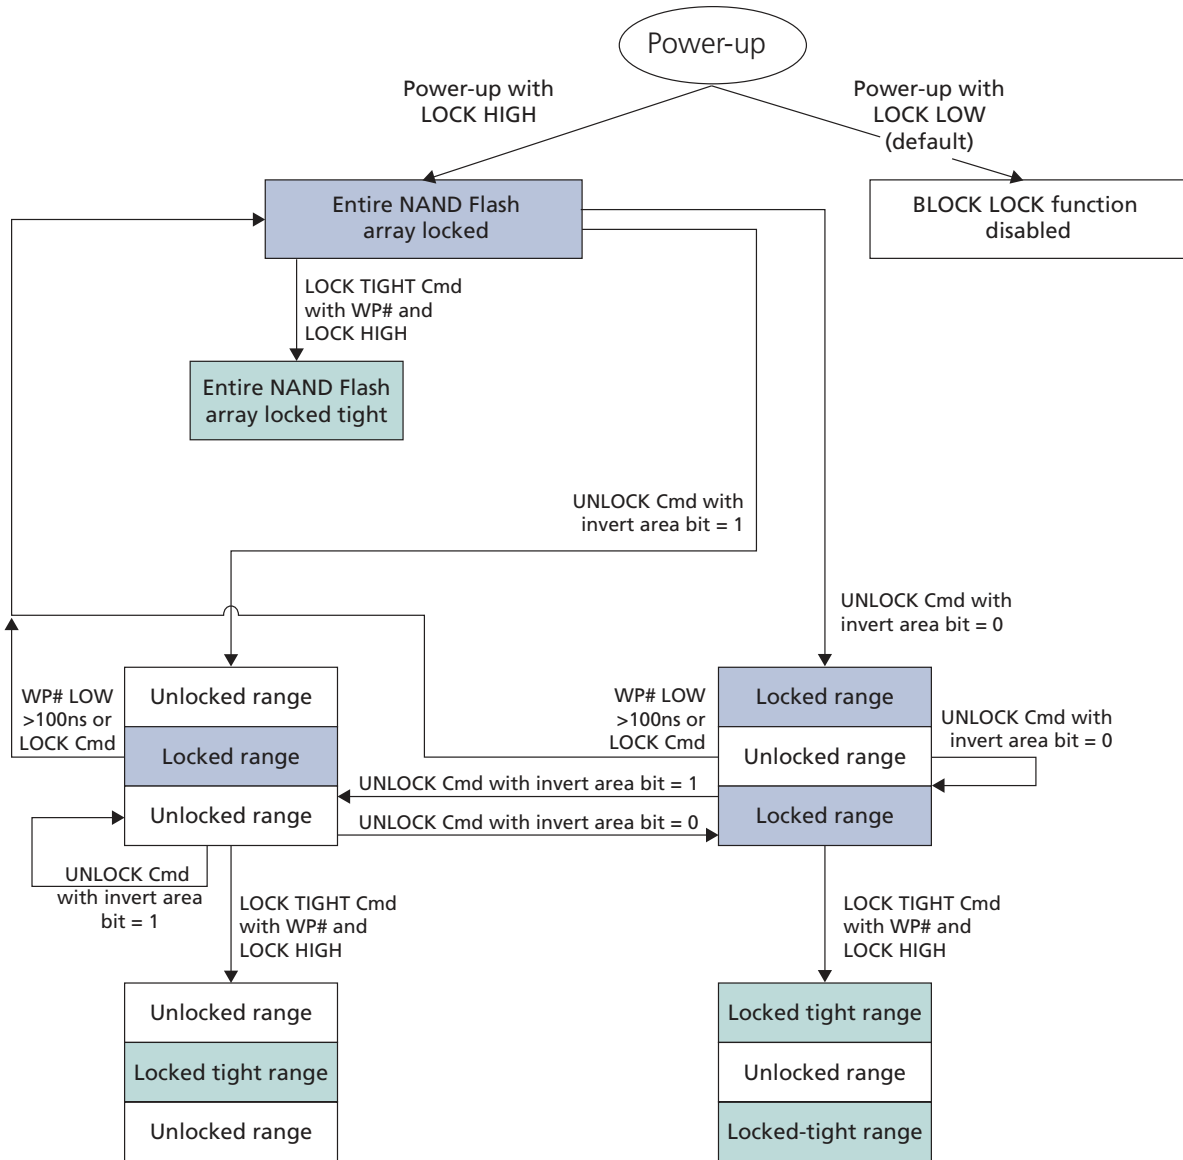 Power-up
Power-up with
LOCK HIGH
Power-up with
LOCK LOW
(default)
Entire NAND Flash
array locked
BLOCK LOCK function
disabled
LOCK TIGHT Cmd
with WP# and
LOCK HIGH
Entire NAND Flash
array locked tight
UNLOCK Cmd with
invert area bit = 1
UNLOCK Cmd with
invert area bit = 0
WP# LOW
>100ns or
LOCK Cmd
Unlocked range
Locked range
Unlocked range
WP# LOW
>100ns or
LOCK Cmd
Locked range
Unlocked range
Locked range
UNLOCK Cmd with
invert area bit = 0
UNLOCK Cmd with invert area bit = 1
UNLOCK Cmd with invert area bit = 0
UNLOCK Cmd
with invert area
bit = 1
LOCK TIGHT Cmd
with WP# and
LOCK HIGH
LOCK TIGHT Cmd
with WP# and
LOCK HIGH
Unlocked range
Locked tight range
Unlocked range
Locked tight range
Unlocked range
Locked-tight range